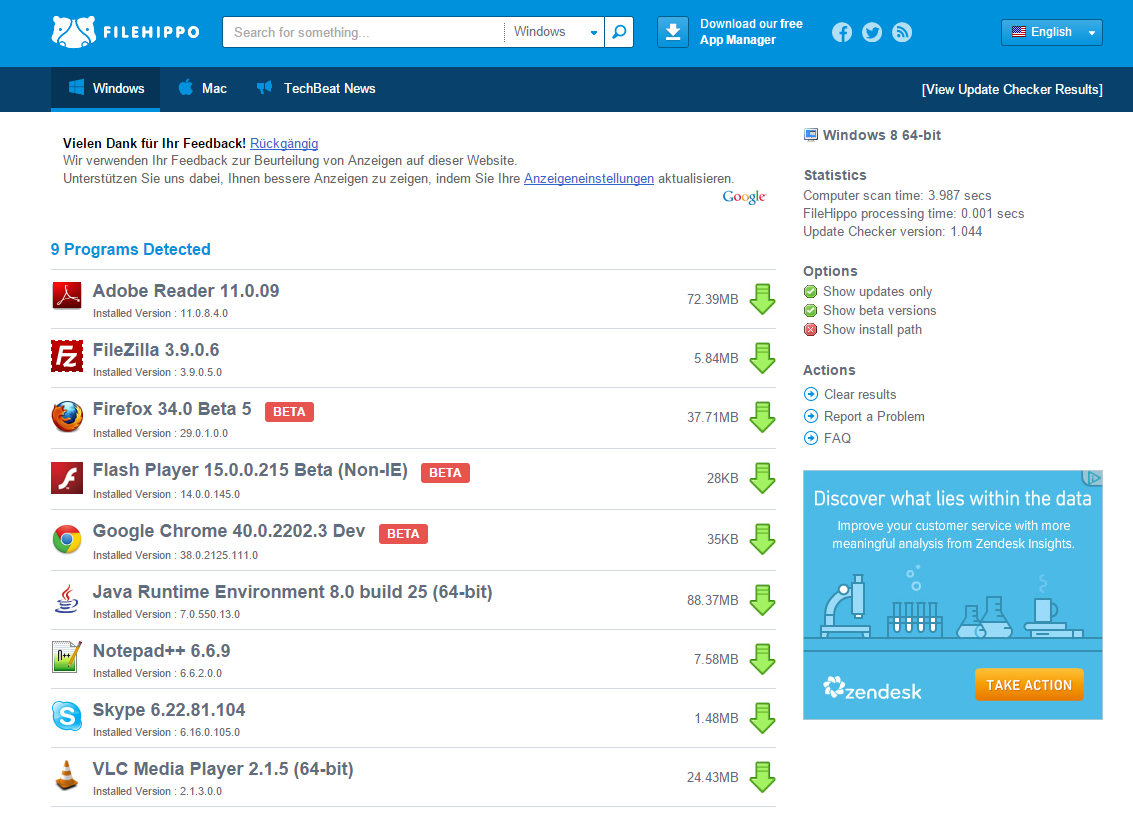 FILEHIPPO
Search for something...
Windows
Download our free
App Manager
English
Windows
Mac
TechBeat News
[View Update Checker Results]
Vielen Dank für Ihr Feedback! Rückgängig
Wir verwenden Ihr Feedback zur Beurteilung von Anzeigen auf dieser Website.
Unterstützen Sie uns dabei, Ihnen bessere Anzeigen zu zeigen, indem Sie Ihre Anzeigeneinstellungen aktualisieren.
Google
9 Programs Detected
Adobe Reader 11.0.09
Installed Version : 11.0.8.4.0
72.39MB
FileZilla 3.9.0.6
Installed Version : 3.9.0.5.0
5.84MB
Firefox 34.0 Beta 5 BETA
Installed Version : 29.0.1.0.0
37.71MB
Flash Player 15.0.0.215 Beta (Non-IE) BETA
Installed Version : 14.0.0.145.0
28KB
Google Chrome 40.0.2202.3 Dev BETA
Installed Version : 38.0.2125.111.0
35KB
Java Runtime Environment 8.0 build 25 (64-bit)
Installed Version : 7.0.550.13.0
88.37MB
Notepad++ 6.6.9
Installed Version : 6.6.2.0.0
7.58MB
Skype 6.22.81.104
Installed Version : 6.16.0.105.0
1.48MB
VLC Media Player 2.1.5 (64-bit)
Installed Version : 2.1.3.0.0
24.43MB
Windows 8 64-bit
Statistics
Computer scan time: 3.987 secs
FileHippo processing time: 0.001 secs
Update Checker version: 1.044
Options
Show updates only
Show beta versions
Show install path
Actions
Clear results
Report a Problem
FAQ
Discover what lies within the data
Improve your customer service with more
meaningful analysis from Zendesk Insights.
zendesk
TAKE ACTION